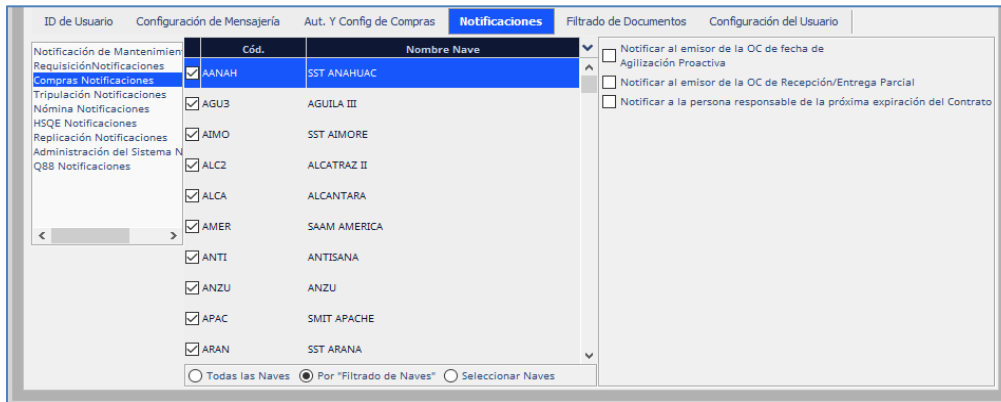 ID de Usuario Configuración de Mensajería Aut. Y Config de Compras Notificaciones Filtrado de Documentos Configuración del Usuario
Notificación de Mantenimien
RequisiciónNotificaciones
Compras Notificaciones
Tripulación Notificaciones
Nómina Notificaciones
HSQE Notificaciones
Replicación Notificaciones
Administración del Sistema N
Q88 Notificaciones
Cód. Nombre Nave
AANAH SST ANAHUAC
AGU3 AGUILA III
AIMO SST AIMORE
ALC2 ALCATRAZ II
ALCA ALCANTARA
AMER SAAM AMERICA
ANTI ANTISANA
ANZU ANZU
APAC SMIT APACHE
ARAN SST ARANA
Todas las Naves Por "Filtrado de Naves" Seleccionar Naves
Notificar al emisor de la OC de fecha de
Agilización Proactiva
Notificar al emisor de la OC de Recepción/Entrega Parcial
Notificar a la persona responsable de la próxima expiración del Contrato